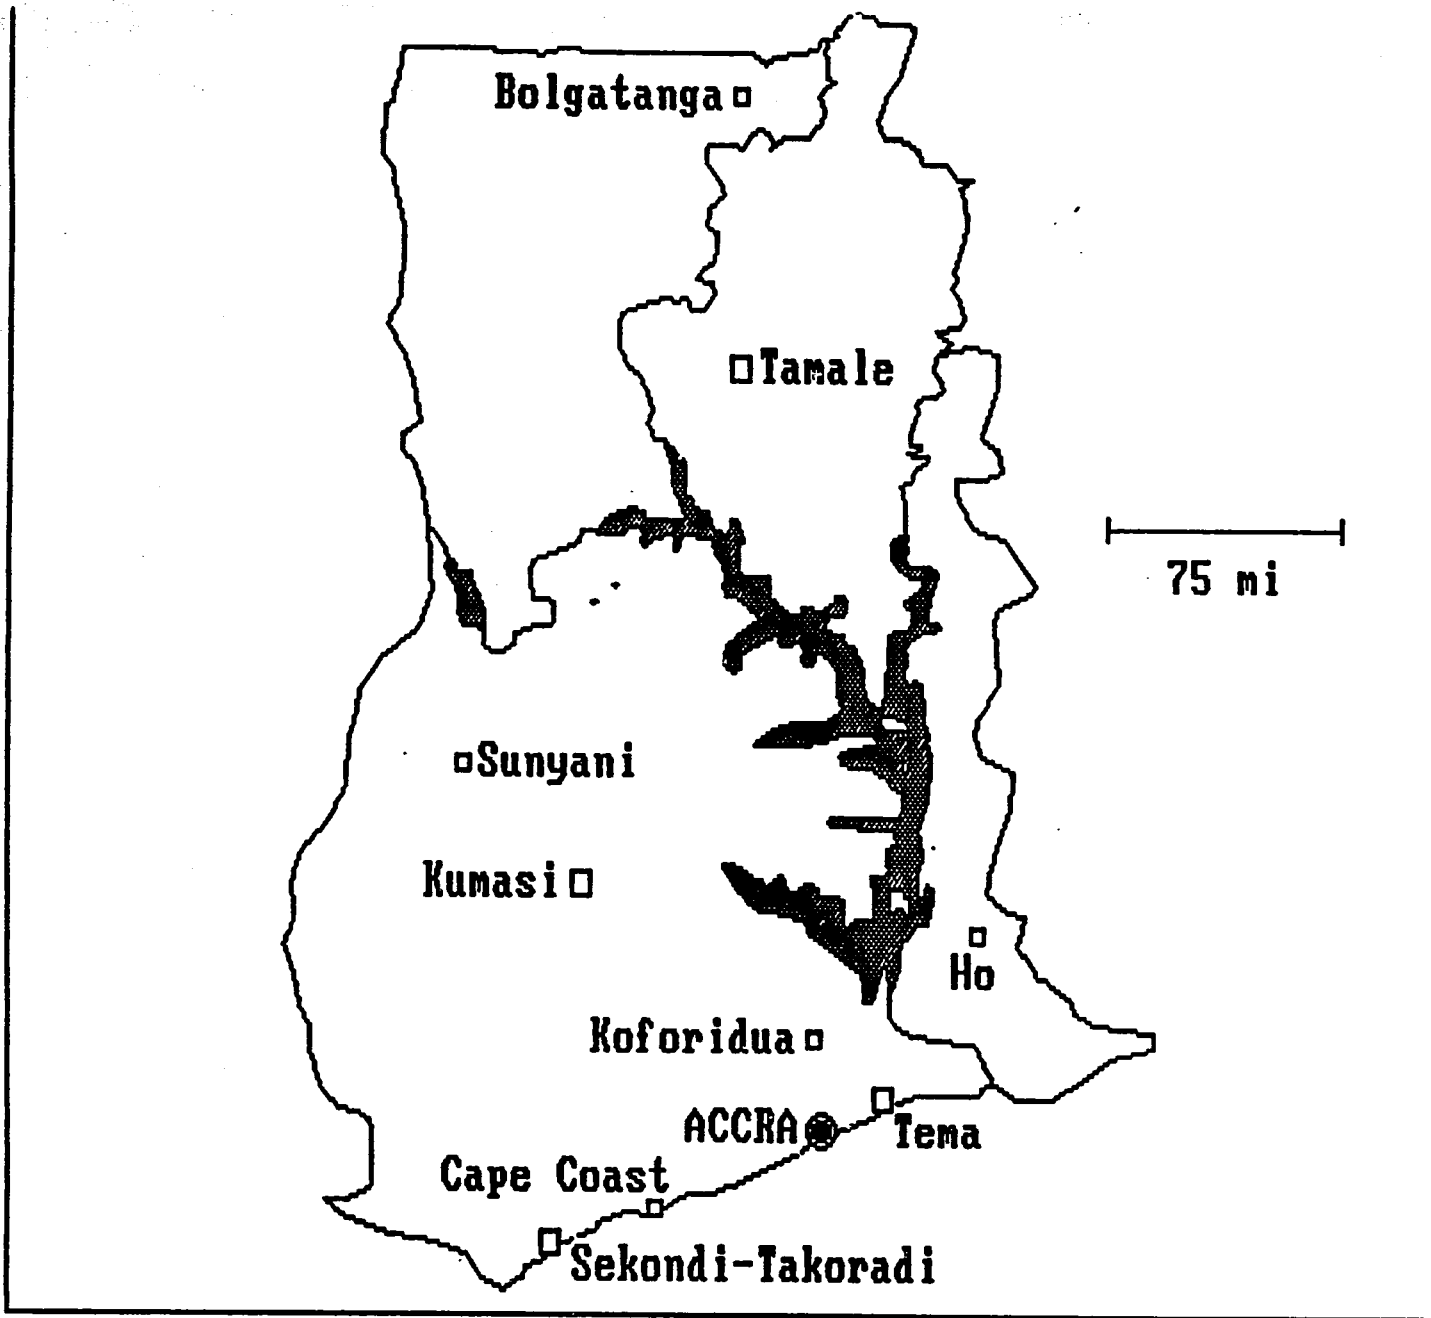 Bolgatanga
Tamale
75 mi
Sunyani
Kumasi
Ho
Koforidua
ACCRA
Tema
Cape Coast
Sekondi-Takoradi